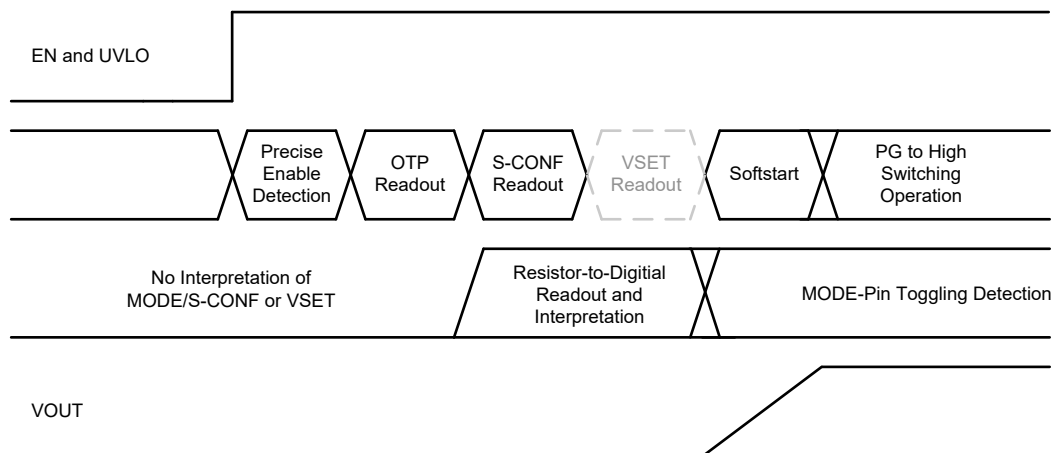 EN and UVLO
Precise
Enable
Detection
OTP
Readout
S-CONF
Readout
VSET
Readout
Softstart
PG to High
Switching
Operation
No Interpretation of
MODE/S-CONF or VSET
Resistor-to-Digitial
Readout and
Interpretation
MODE-Pin Toggling Detection
VOUT